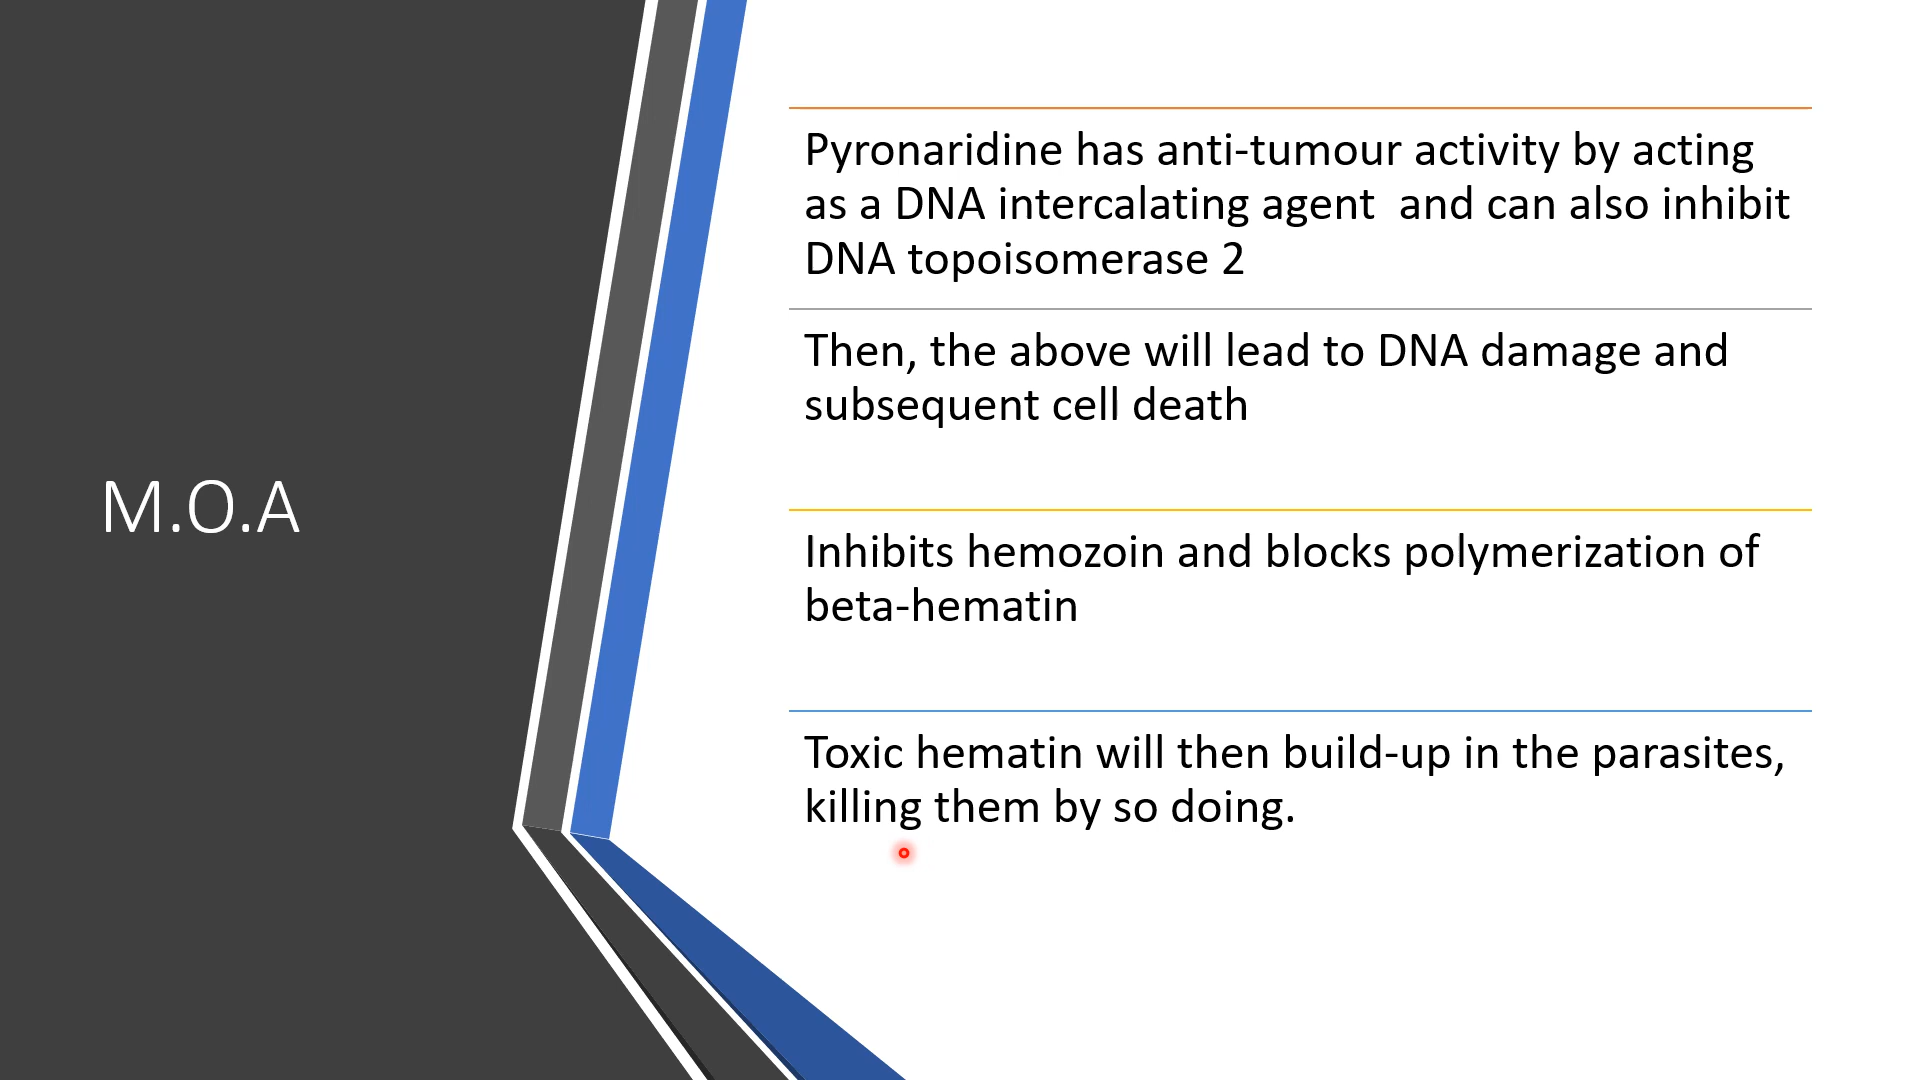 M.O.A
Pyronaridine has anti-tumour activity by acting
as a DNA intercalating agent  and can also inhibit
DNA topoisomerase 2
Then, the above will lead to DNA damage and
subsequent cell death
Inhibits hemozoin and blocks polymerization of
beta-hematin
Toxic hematin will then build-up in the parasites,
killing them by so doing.